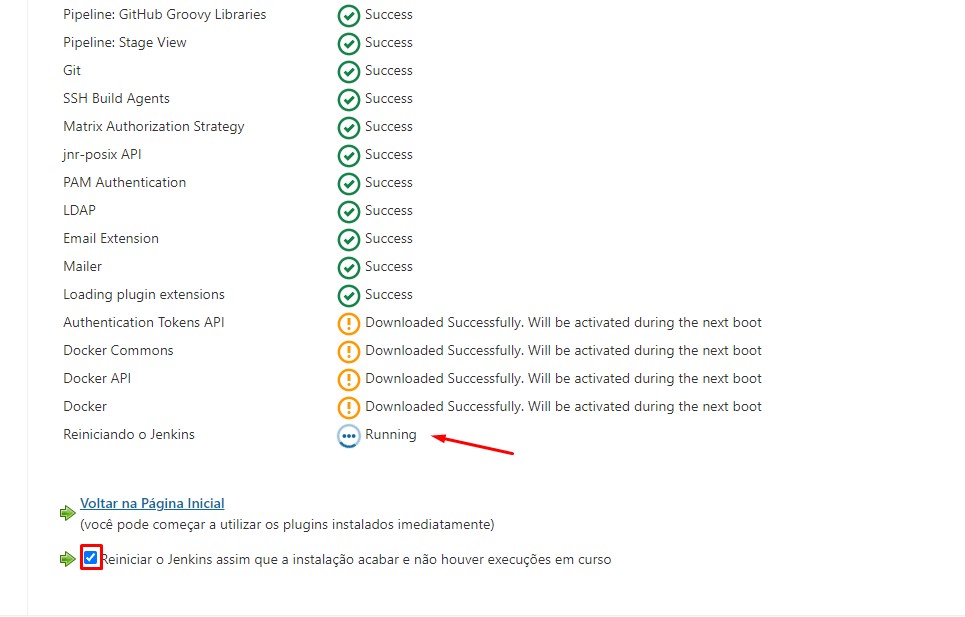 Pipeline: GitHub Groovy Libraries Success
Pipeline: Stage View Success
Git Success
SSH Build Agents Success
Matrix Authorization Strategy Success
jnr-posix API Success
PAM Authentication Success
LDAP Success
Email Extension Success
Mailer Success
Loading plugin extensions Success
Authentication Tokens API Downloaded Successfully. Will be activated during the next boot
Docker Commons Downloaded Successfully. Will be activated during the next boot
Docker API Downloaded Successfully. Will be activated during the next boot
Docker Downloaded Successfully. Will be activated during the next boot
Reiniciando o Jenkins Running
Voltar na Página Inicial
(você pode começar a utilizar os plugins instalados imediatamente)
Reiniciar o Jenkins assim que a instalação acabar e não houver execuções em curso